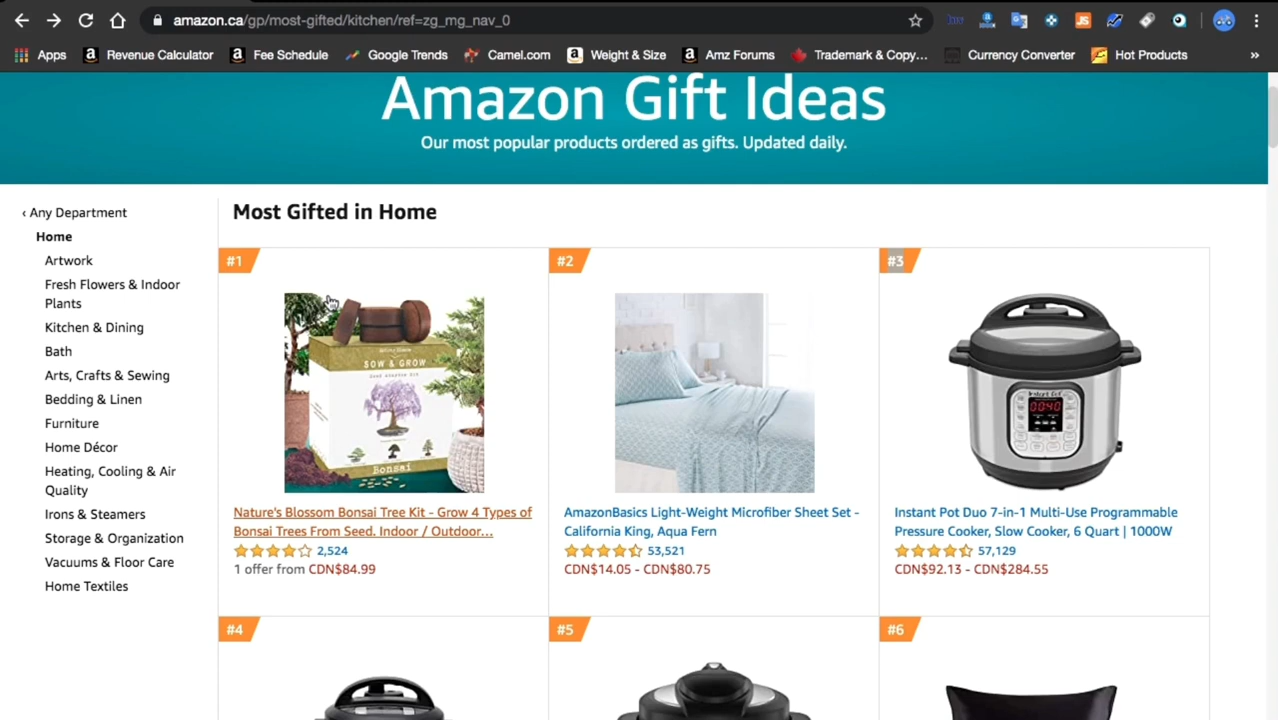 amazon.ca/gp/most-gifted/kitchen/ref=zg_mg_nav_0
Apps
Revenue Calculator
Fee Schedule
Google Trends
Camel.com
Weight & Size
Amz Forums
Trademark & Copy...
Currency Converter
Hot Products
»
Amazon Gift Ideas
Our most popular products ordered as gifts. Updated daily.
‹ Any Department
Home
Artwork
Fresh Flowers & Indoor
Plants
Kitchen & Dining
Bath
Arts, Crafts & Sewing
Bedding & Linen
Furniture
Home Décor
Heating, Cooling & Air
Quality
Irons & Steamers
Storage & Organization
Vacuums & Floor Care
Home Textiles
Most Gifted in Home
#1
SOW & GROW
Bonsai
Nature's Blossom Bonsai Tree Kit - Grow 4 Types of
Bonsai Trees From Seed. Indoor / Outdoor...
2,524
1 offer from CDN$84.99
#2
AmazonBasics Light-Weight Microfiber Sheet Set -
California King, Aqua Fern
53,521
CDN$14.05 - CDN$80.75
#3
Instant Pot
00:40
Instant Pot Duo 7-in-1 Multi-Use Programmable
Pressure Cooker, Slow Cooker, 6 Quart | 1000W
57,129
CDN$92.13 - CDN$284.55
#4
#5
#6